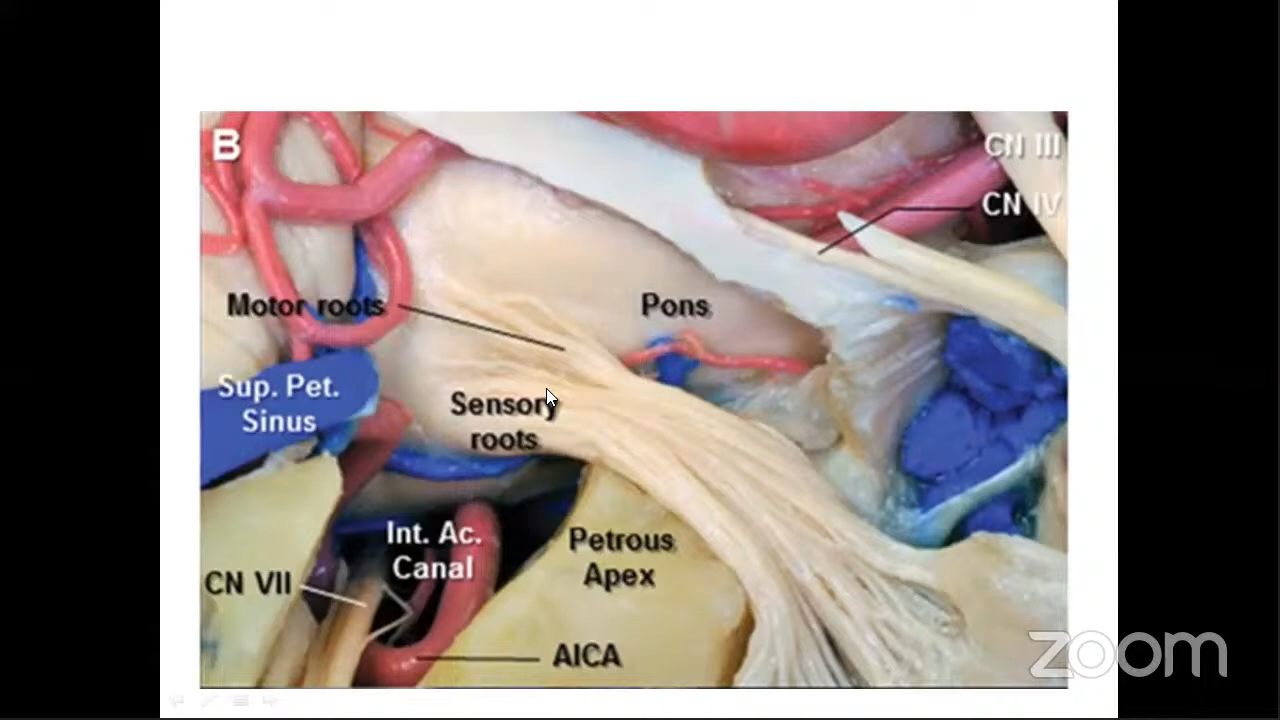 B
CN III
CN IV
Motor roots
Pons
Sup. Pet.
Sinus
Sensory
roots
Int. Ac.
Canal
Petrous
Apex
CN VII
AICA
zoom